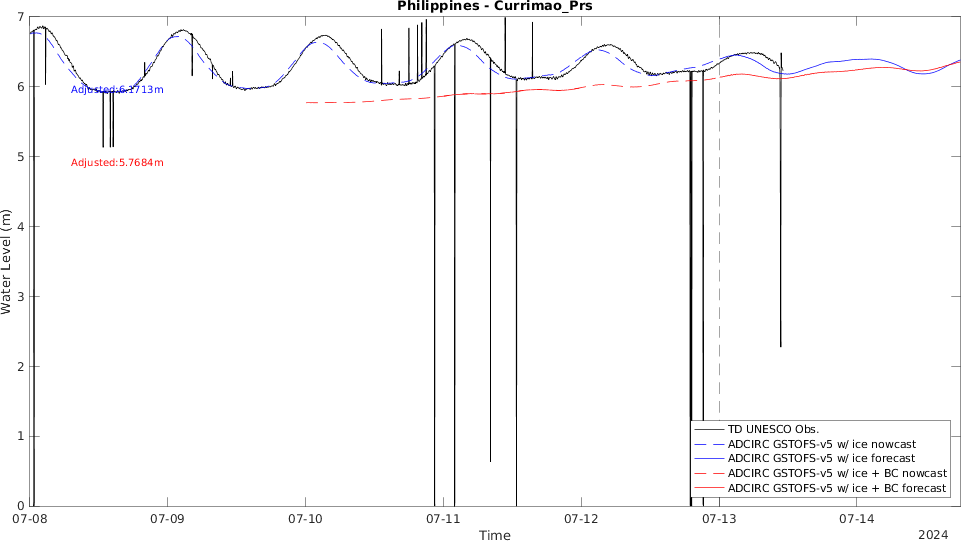 Philippines - Currimao_Prs
Water Level (m)
7
6
5
4
3
2
1
0
Adjusted:6.1713m
Adjusted:5.7684m
TD UNESCO Obs.
ADCIRC GSTOFS-v5 w/ ice nowcast
ADCIRC GSTOFS-v5 w/ ice forecast
ADCIRC GSTOFS-v5 w/ ice + BC nowcast
ADCIRC GSTOFS-v5 w/ ice + BC forecast
07-08 07-09 07-10 07-11 07-12 07-13 07-14
Time
2024